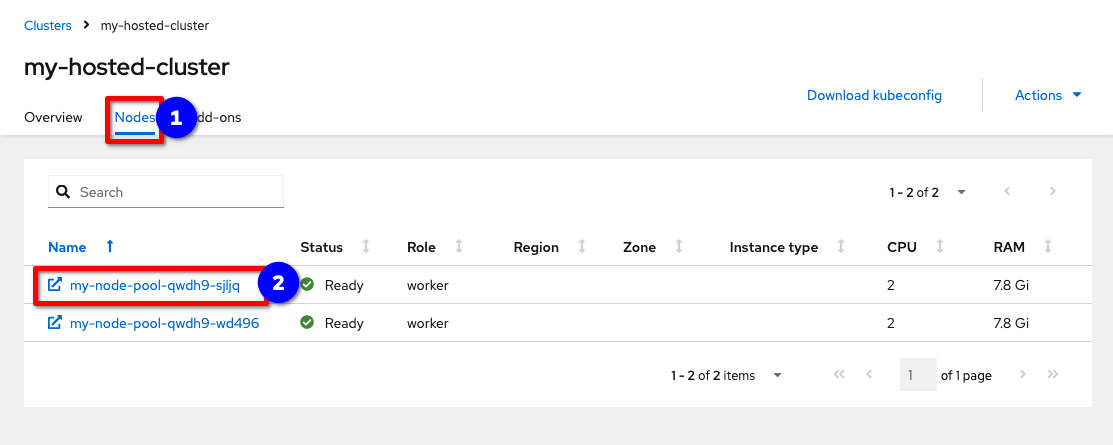 Clusters my-hosted-cluster
my-hosted-cluster
Download kubeconfig Actions
Overview Nodes 1 dd-ons
Search 1 - 2 of 2
Name Status Role Region Zone Instance type CPU RAM
my-node-pool-qwdh9-sjljq 2 Ready worker 2 7.8 Gi
my-node-pool-qwdh9-wd496 Ready worker 2 7.8 Gi
1 - 2 of 2 items 1 of 1 page